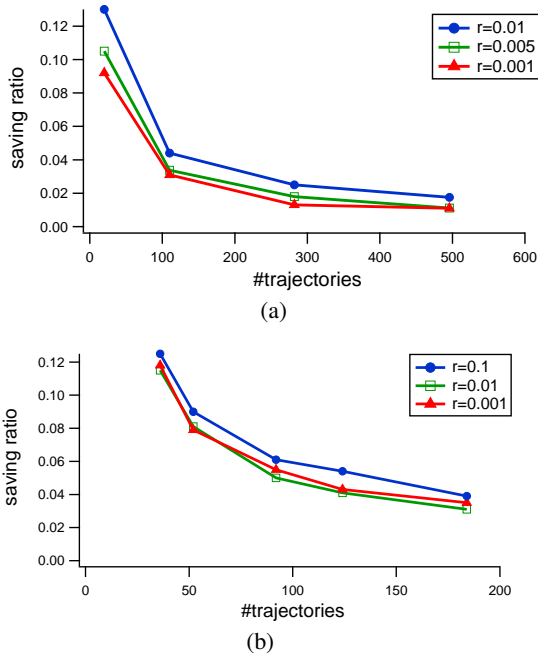 0.12
0.10
0.08
0.06
0.04
0.02
0.00
saving ratio
r=0.01
r=0.005
r=0.001
0 100 200 300 400 500 600
#trajectories
(a)
0.12
0.10
0.08
0.06
0.04
0.02
0.00
saving ratio
r=0.1
r=0.01
r=0.001
0 50 100 150 200
#trajectories
(b)